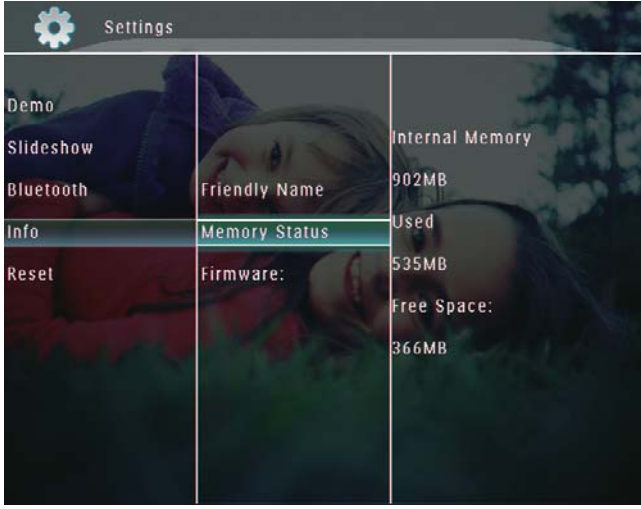 Settings
Demo
Slideshow
Bluetooth
Info
Reset
Friendly Name
Memory Status
Firmware:
Internal Memory
902MB
Used
535MB
Free Space:
366MB